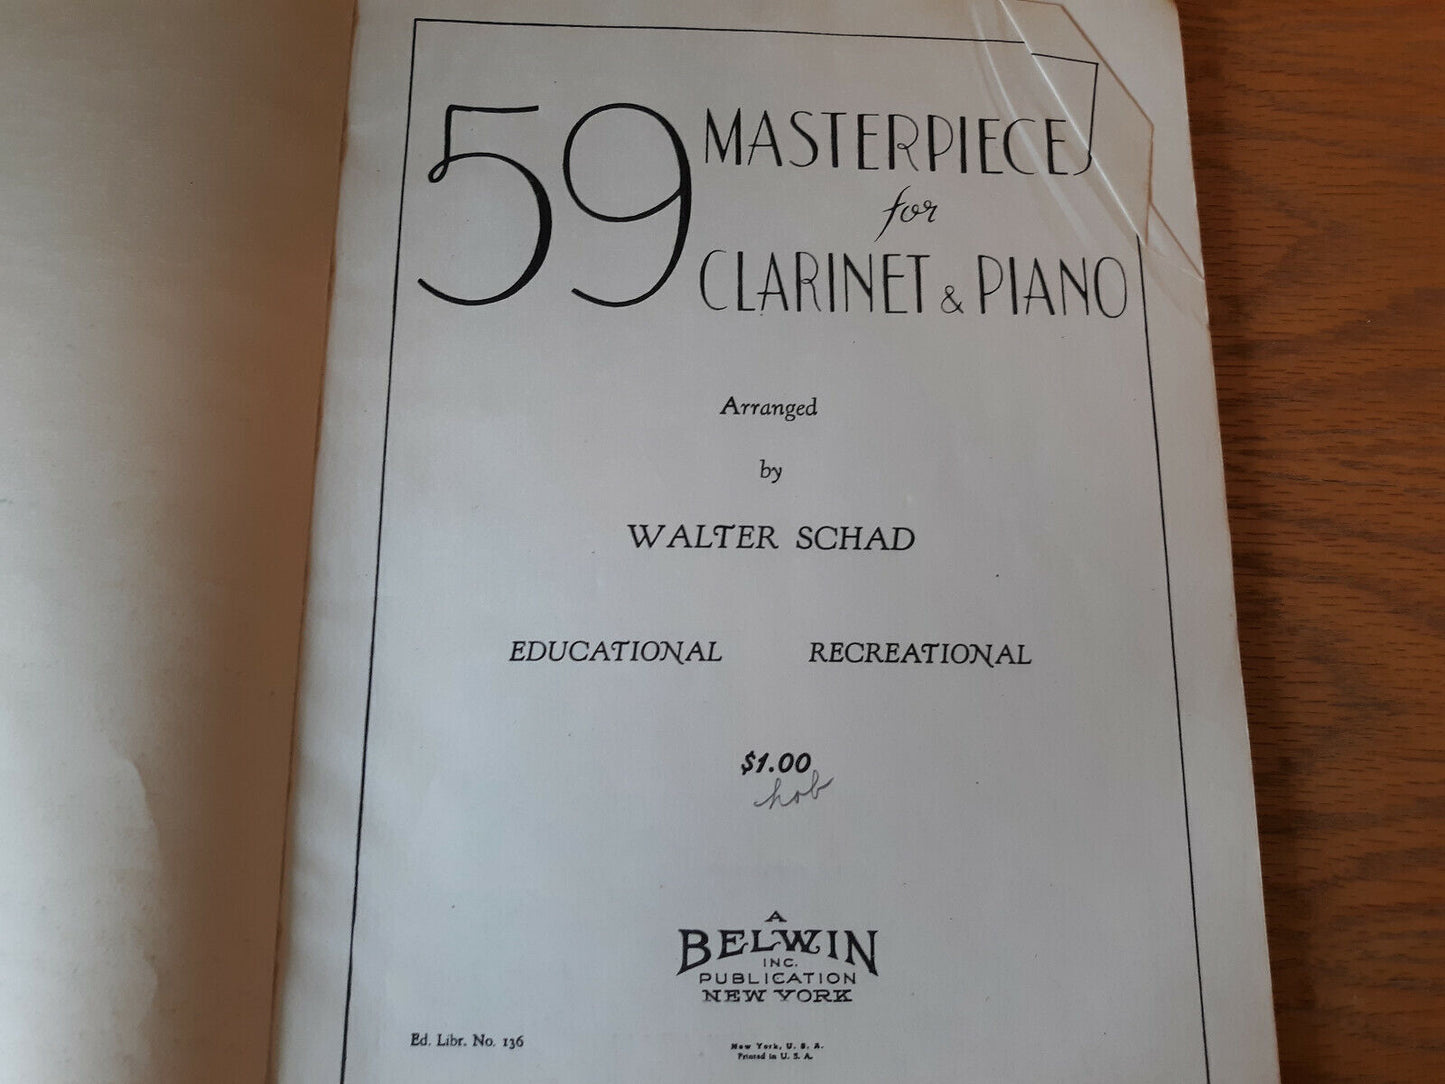 59 MASTERPIECES
for
CLARINET & PIANO
Arranged
by
WALTER SCHAD
EDUCATIONAL RECREATIONAL
$1.00
hob
A
BELWIN
INC.
PUBLICATION
NEW YORK
Ed. Libr. No. 136
New York, U. S. A.
Printed in U. S. A.